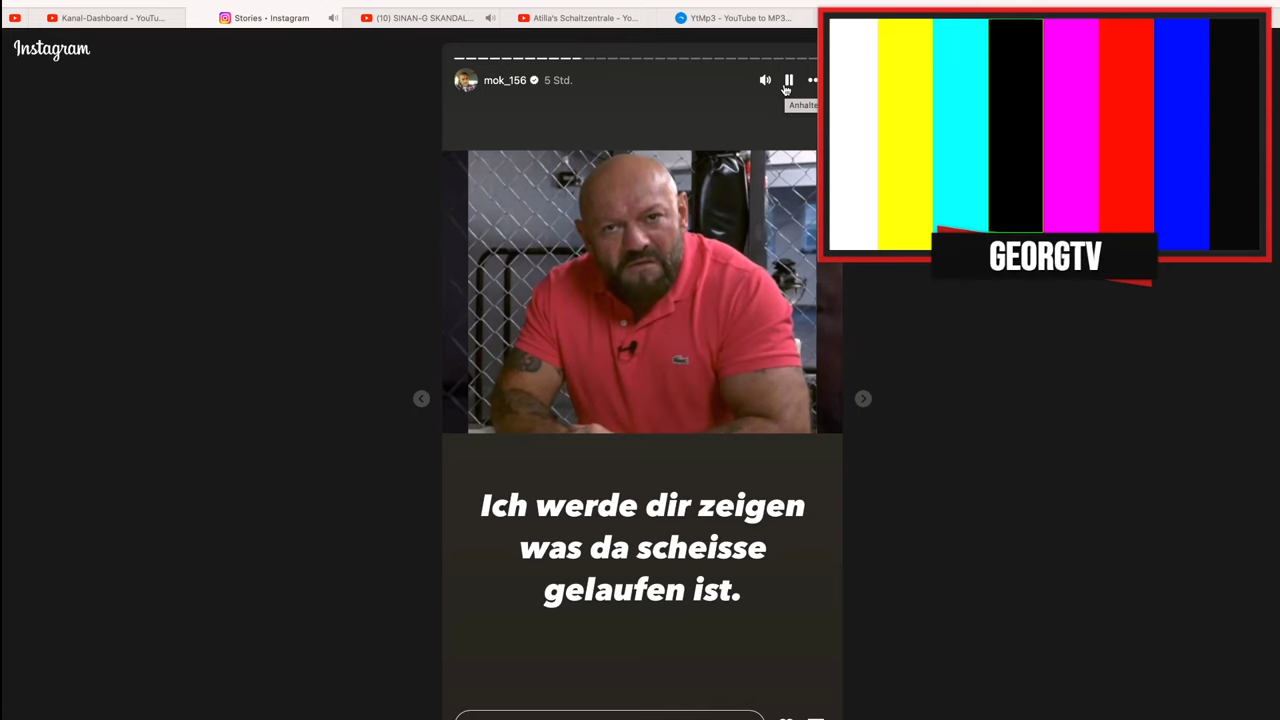 Kanal-Dashboard - YouTu...
Stories • Instagram
(10) SINAN-G SKANDAL...
Atilla's Schaltzentrale - Yo...
YtMp3 - YouTube to MP3...
Instagram
mok_156
5 Std.
Anhalte
GEORGTV
Ich werde dir zeigen
was da scheisse
gelaufen ist.